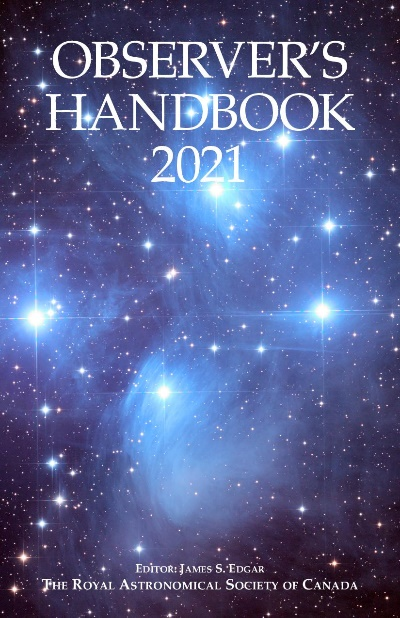 OBSERVER'S
HANDBOOK
2021
EDITOR: JAMES S. EDGAR
THE ROYAL ASTRONOMICAL SOCIETY OF CANADA